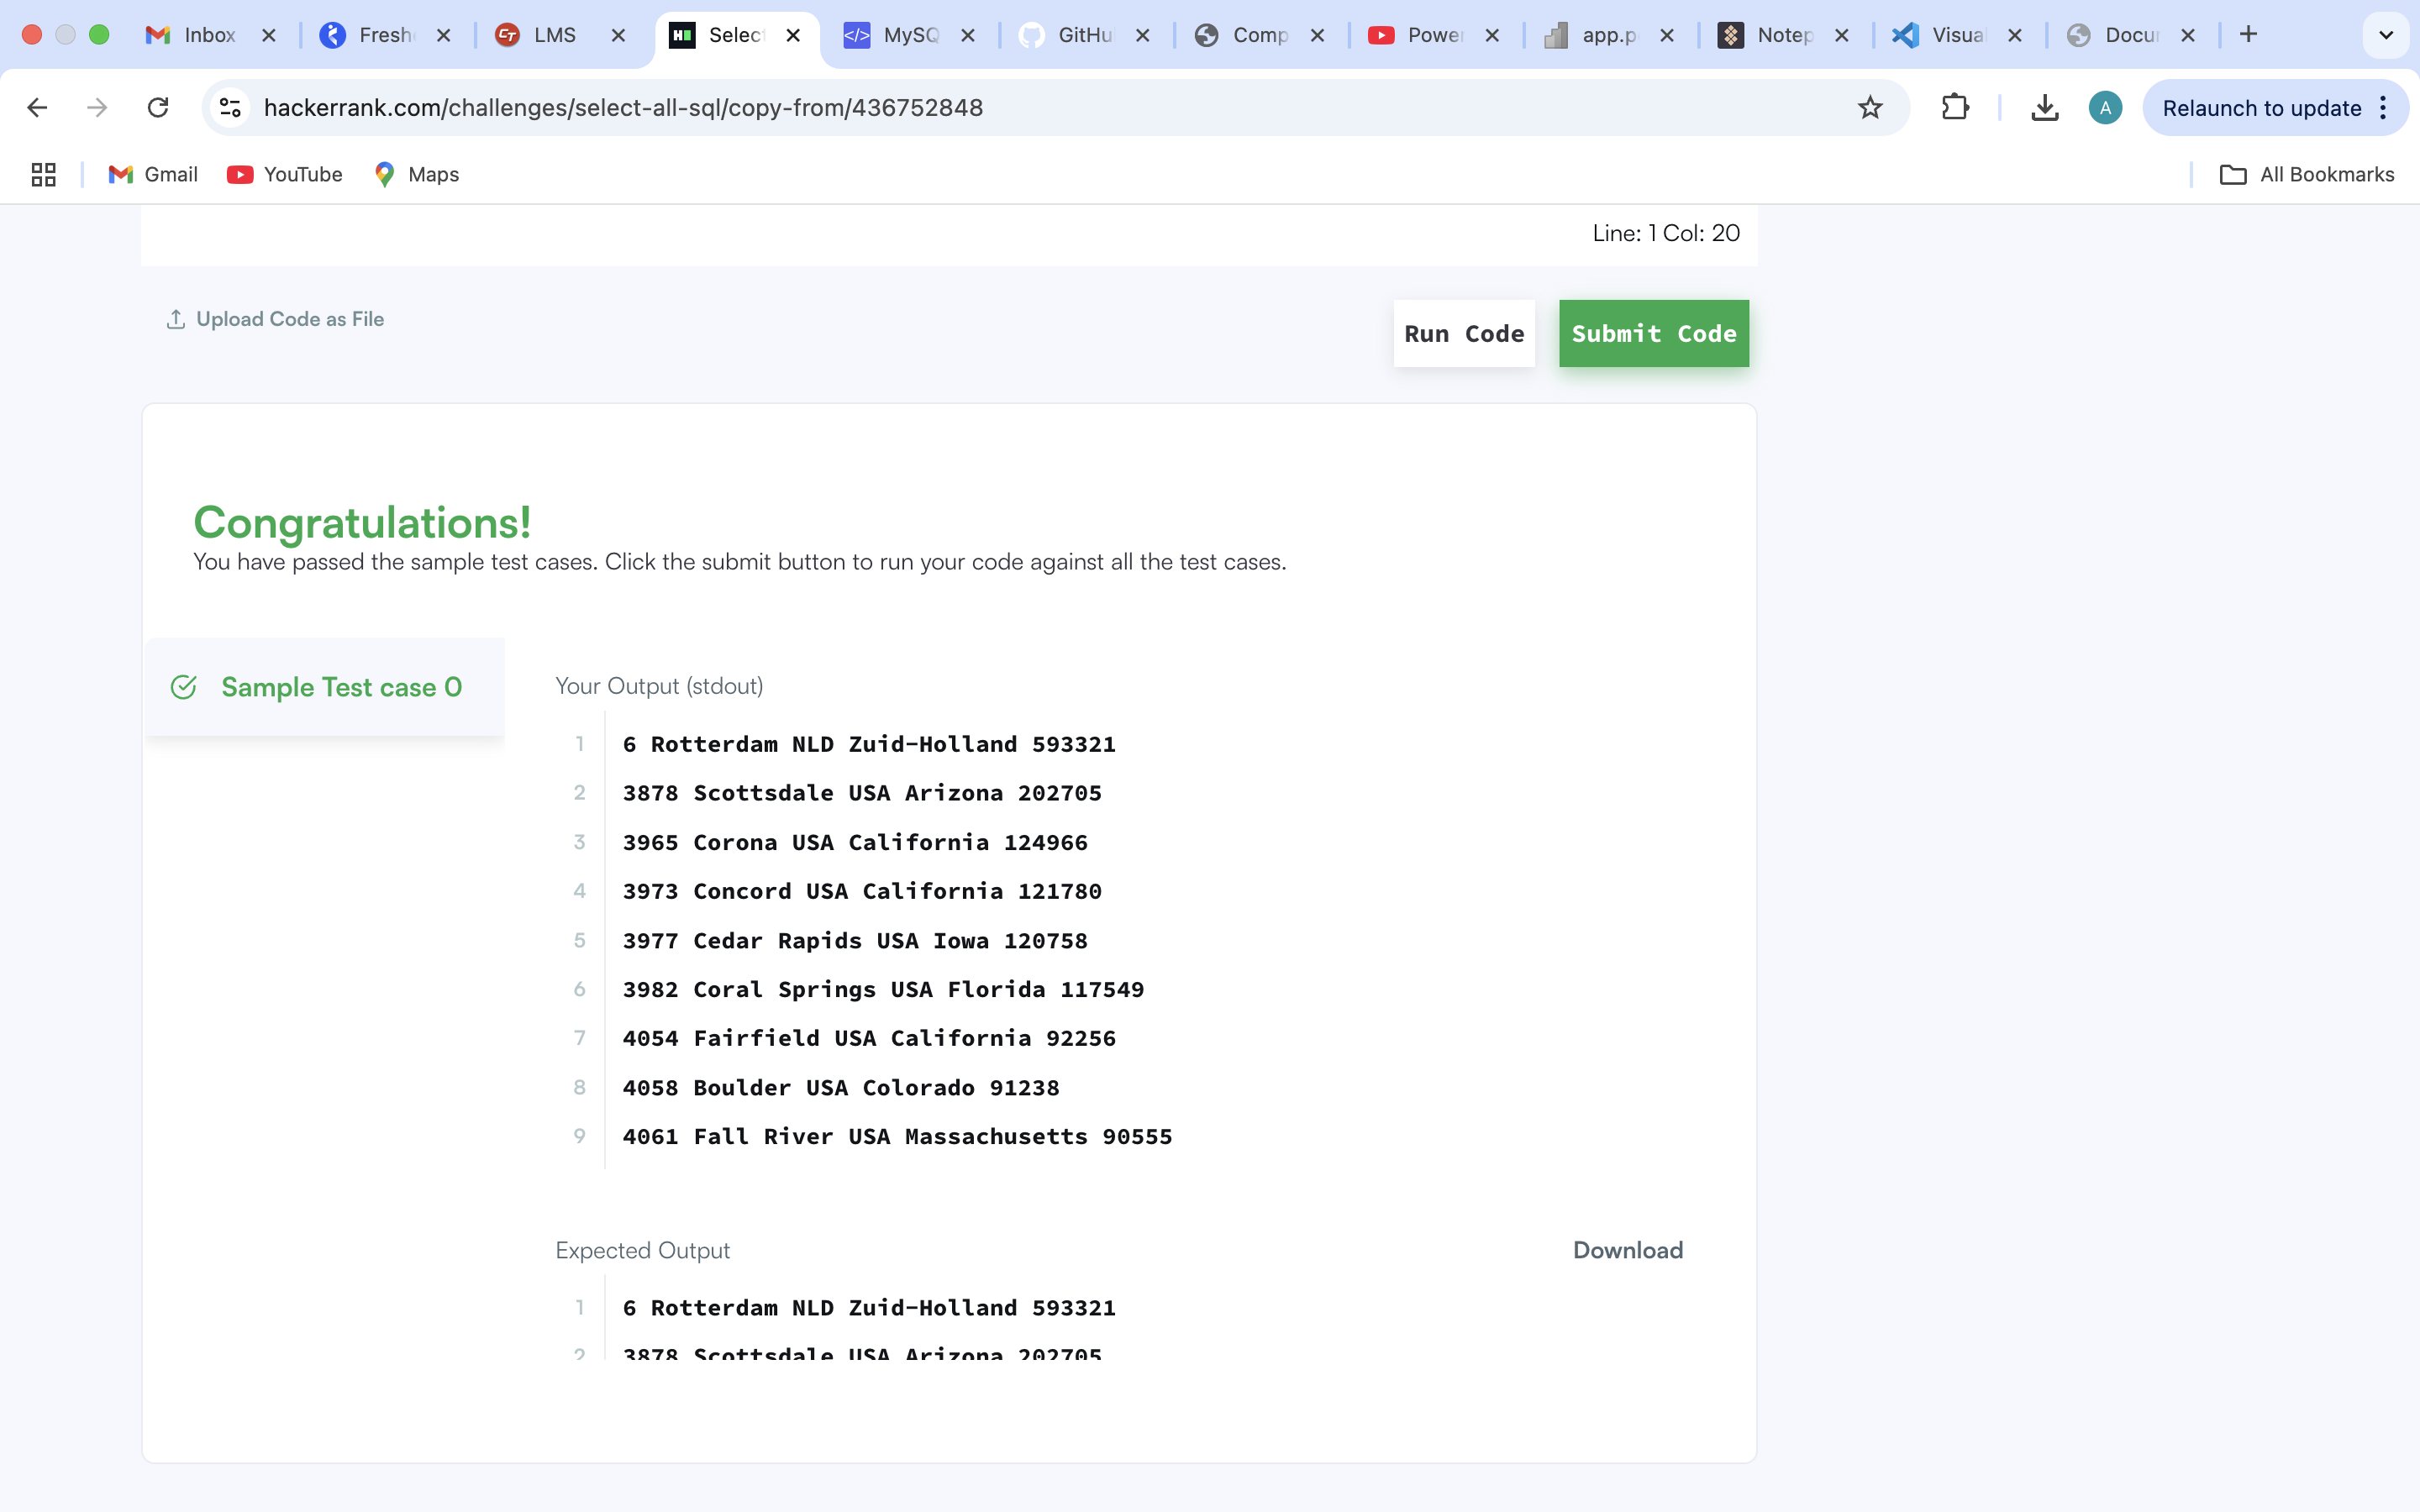 Inbox Fresh LMS Selec MySQ GitHu Comp Power app.p Notep Visual Docu
hackerrank.com/challenges/select-all-sql/copy-from/436752848
A
Relaunch to update
Gmail YouTube Maps All Bookmarks
Line: 1 Col: 20
Upload Code as File
Run Code Submit Code
Congratulations!
You have passed the sample test cases. Click the submit button to run your code against all the test cases.
Sample Test case 0
Your Output (stdout)
1 6 Rotterdam NLD Zuid-Holland 593321
2 3878 Scottsdale USA Arizona 202705
3 3965 Corona USA California 124966
4 3973 Concord USA California 121780
5 3977 Cedar Rapids USA Iowa 120758
6 3982 Coral Springs USA Florida 117549
7 4054 Fairfield USA California 92256
8 4058 Boulder USA Colorado 91238
9 4061 Fall River USA Massachusetts 90555
Expected Output Download
1 6 Rotterdam NLD Zuid-Holland 593321
2 3878 Scottsdale USA Arizona 202705